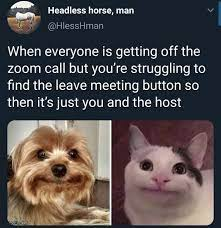 Headless horse, man
@HlessHman
When everyone is getting off the
zoom call but you're struggling to
find the leave meeting button so
then it's just you and the host